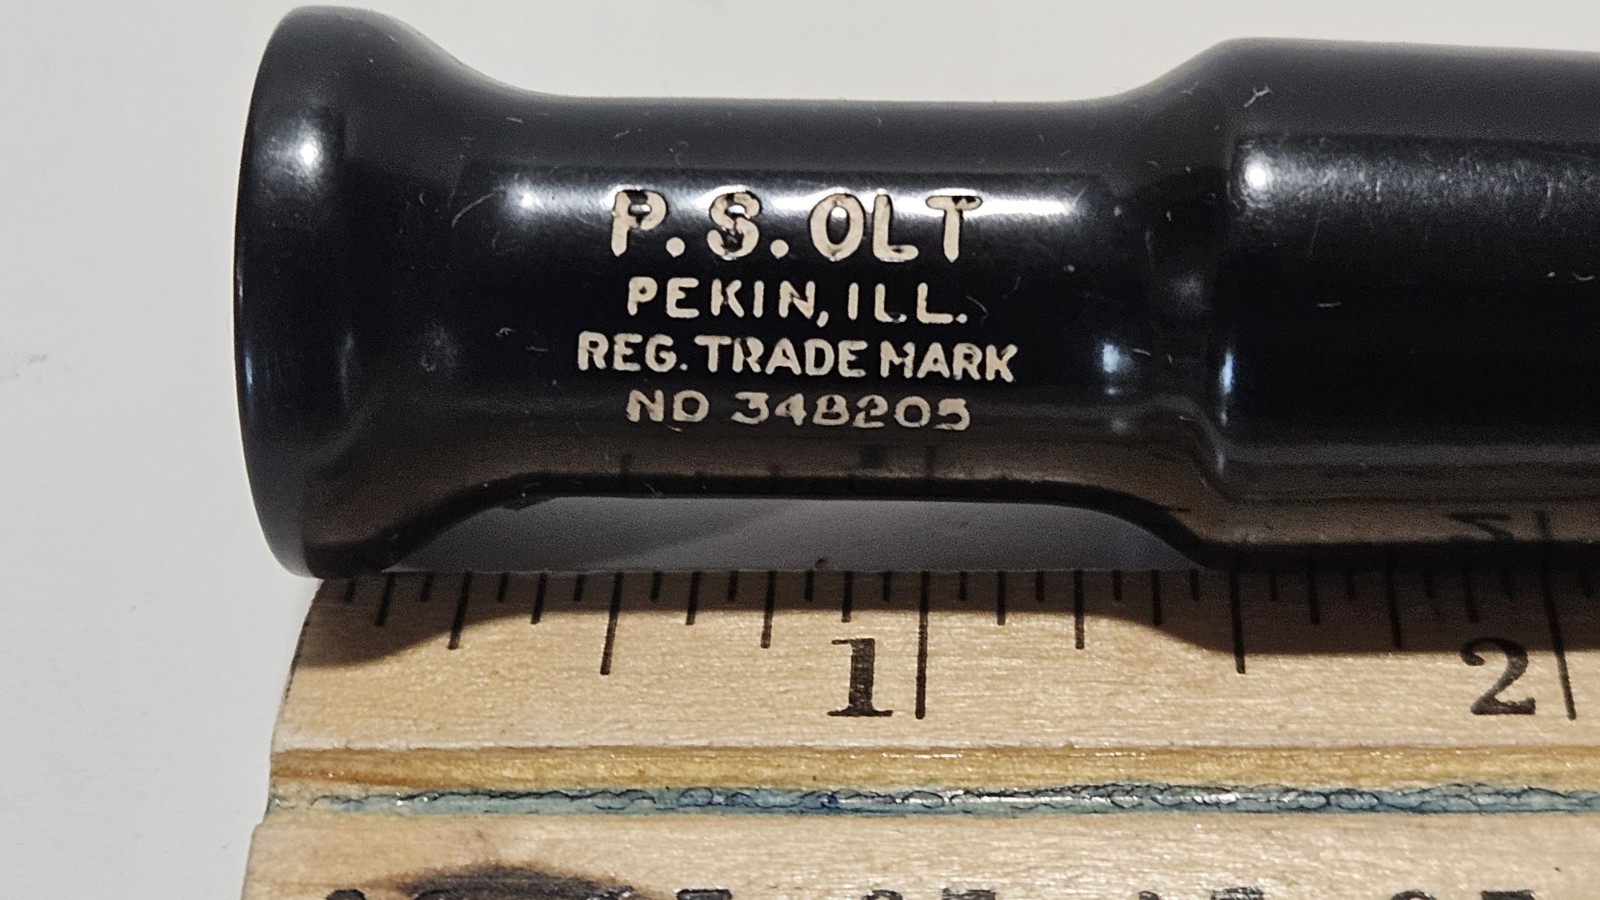 P.S.OLT
PEKIN, ILL.
REG. TRADE MARK
NO 348205
1
2